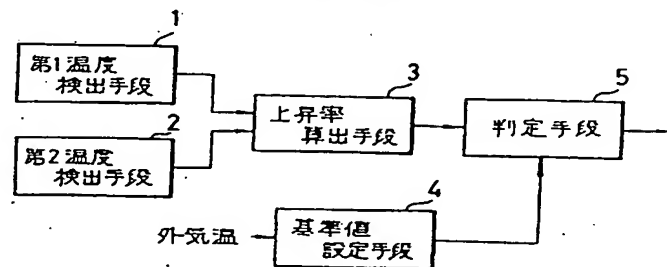 1
第1温度
検出手段
2
第2温度
検出手段
3
上昇率
算出手段
5
判定手段
4
基準値
設定手段
外気温